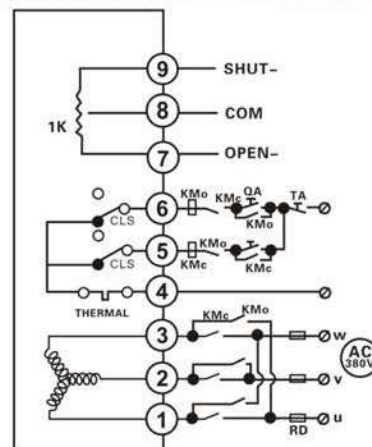 9 SHUT-
1K 8 COM
7 OPEN-
6 KMo KMc QA TA
CLS KMo
5 KMc KMo
CLS KMc
4
THERMAL
3 KMc KMo w
AC
380V
2 v
1 RD u